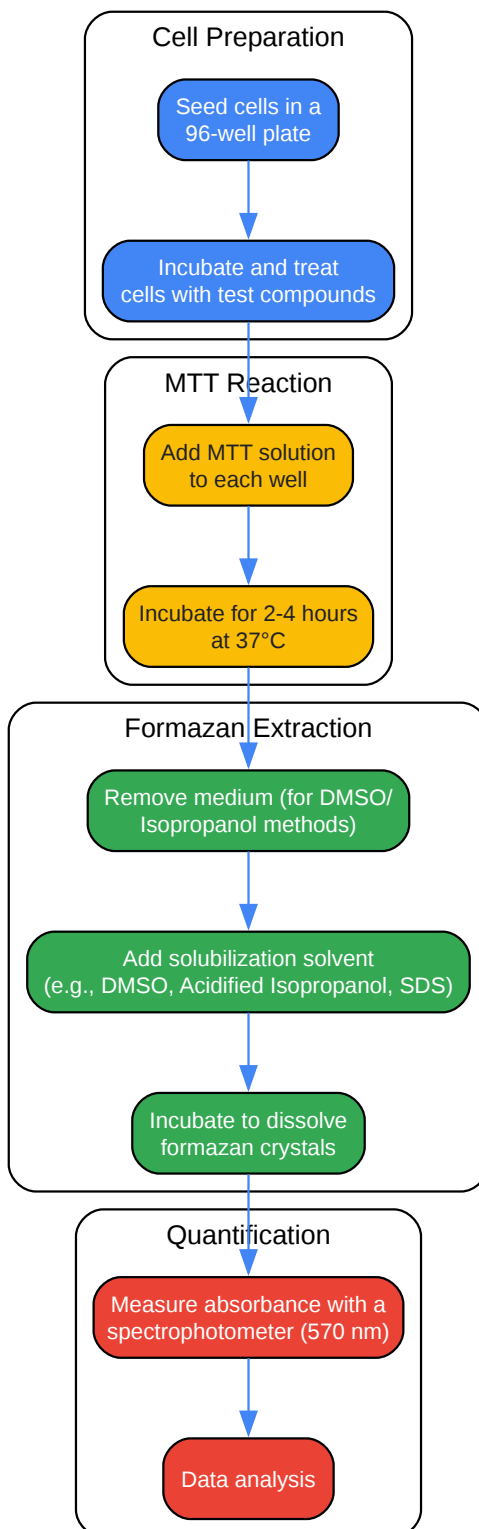 Cell Preparation
Seed cells in a
96-well plate
Incubate and treat
cells with test compounds
MTT Reaction
Add MTT solution
to each well
Incubate for 2-4 hours
at 37°C
Formazan Extraction
Remove medium (for DMSO/
Isopropanol methods)
Add solubilization solvent
(e.g., DMSO, Acidified Isopropanol, SDS)
Incubate to dissolve
formazan crystals
Quantification
Measure absorbance with a
spectrophotometer (570 nm)
Data analysis